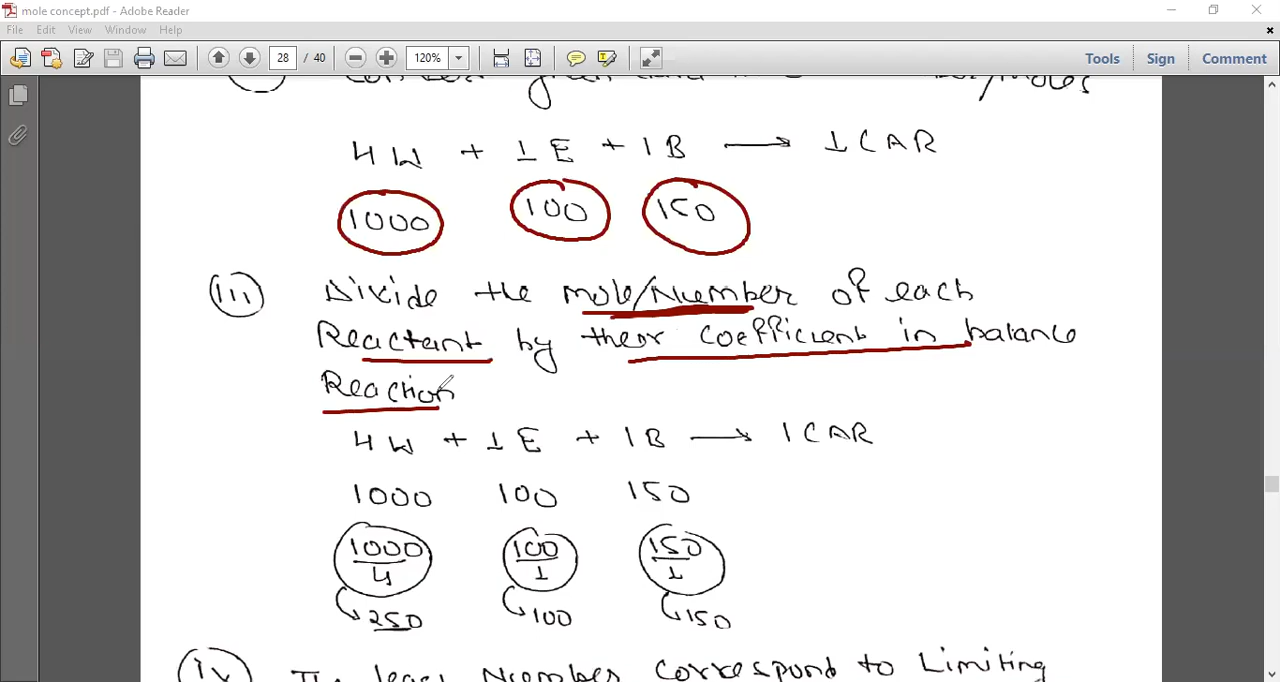 mole concept.pdf - Adobe Reader
File Edit View Window Help
28 / 40 120% Tools Sign Comment
4 W + 1 E + 1 B → 1 CAR
1000 100 150
(iii) Divide the mole/Number of each
Reactant by their coefficient in balance
Reaction
4 W + 1 E + 1 B → 1 CAR
1000 100 150
1000/4 100/1 150/1
250 100 150
(iv) The least Number correspond to Limiting